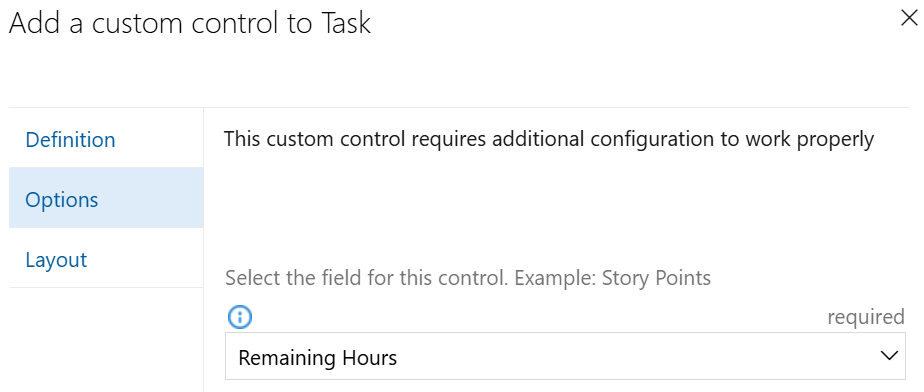 Add a custom control to Task
Definition
This custom control requires additional configuration to work properly
Options
Layout
Select the field for this control. Example: Story Points
required
Remaining Hours